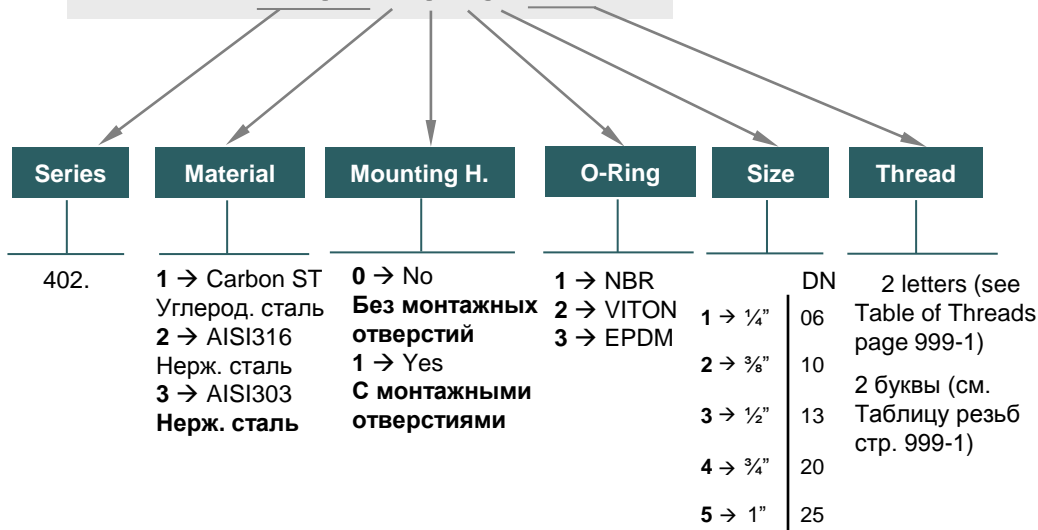 Series
Material
Mounting H.
O-Ring
Size
Thread
402.
1 → Carbon ST
Углерод. сталь
2 → AISI316
Нерж. сталь
3 → AISI303
Нерж. сталь
0 → No
Без монтажных
отверстий
1 → Yes
С монтажными
отверстиями
1 → NBR
2 → VITON
3 → EPDM
DN
1 → ¼” 06
2 → ⅜” 10
3 → ½” 13
4 → ¾” 20
5 → 1” 25
2 letters (see
Table of Threads
page 999-1)
2 буквы (см.
Таблицу резьб
стр. 999-1)